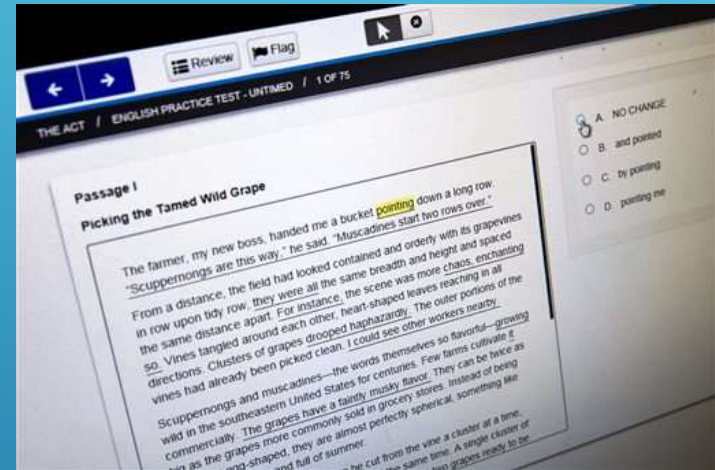 Review
Flag
THE ACT / ENGLISH PRACTICE TEST - UNTIMED / 1 OF 75
Passage I
Picking the Tamed Wild Grape
The farmer, my new boss, handed me a bucket pointing down a long row.
"Scuppernongs are this way," he said. "Muscadines start two rows over."
From a distance, the field had looked contained and orderly with its grapevines
in row upon tidy row, they were all the same breadth and height and spaced
the same distance apart. For instance, the scene was more chaos, enchanting
so. Vines tangled around each other, heart-shaped leaves reaching in all
directions. Clusters of grapes drooped haphazardly. The outer portions of the
vines had already been picked clean. I could see other workers nearby.
Scuppernongs and muscadines—the words themselves so flavorful—growing
wild in the southeastern United States for centuries. Few farms cultivate it
commercially. The grapes have a faintly musky flavor. They can be twice as
big as the grapes more commonly sold in grocery stores. Instead of being
-shaped, they are almost perfectly spherical, something like
and full of summer.
be cut from the vine a cluster at a time,
the same time. A single cluster of
two grapes ready to be
A. NO CHANGE
B. and pointed
C. by pointing
D. pointing me